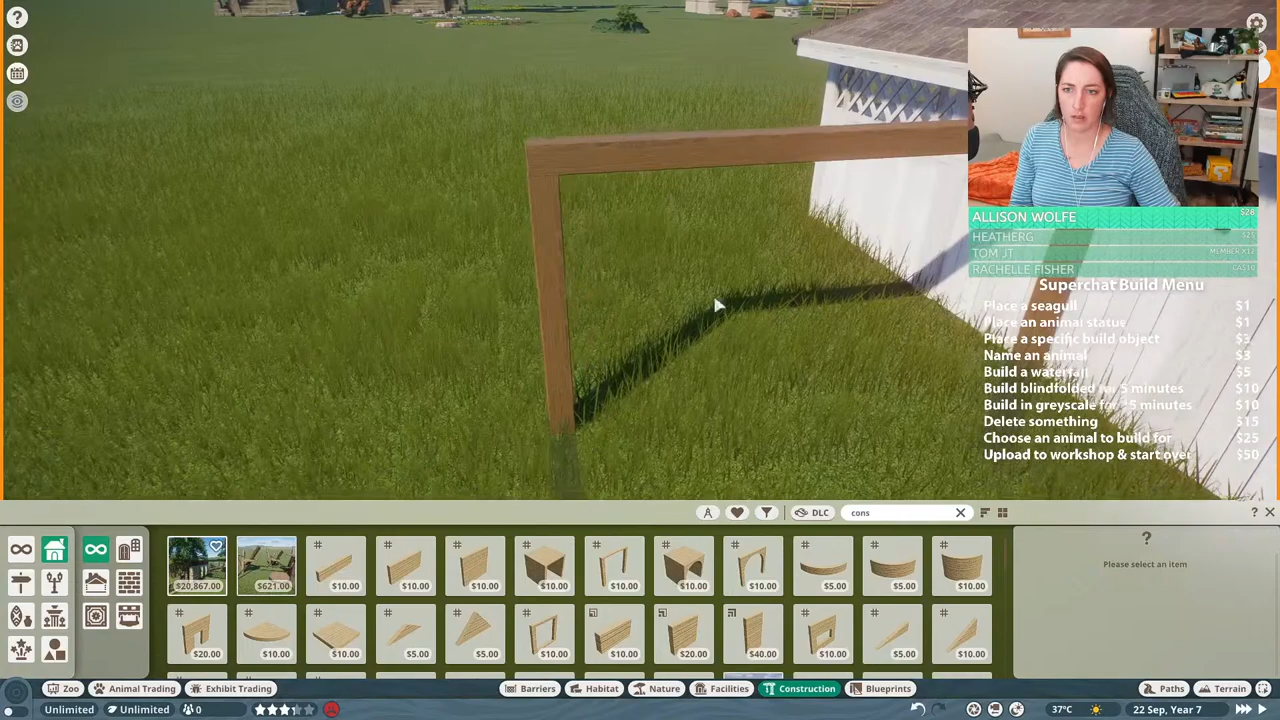 ALLISON WOLFE $28
HEATHERG $25
TOM JT MEMBER X12
RACHELLE FISHER CA$10
Superchat Build Menu
Place a seagull $1
Place an animal statue $1
Place a specific build object $3
Name an animal $3
Build a waterfall $5
Build blindfolded for 5 minutes $10
Build in greyscale for 15 minutes $10
Delete something $15
Choose an animal to build for $25
Upload to workshop & start over $50
DLC cons
? ×
$20,867.00 $621.00 $10.00 $10.00 $10.00 $10.00 $10.00 $10.00 $10.00 $5.00 $5.00 $10.00
$20.00 $10.00 $10.00 $5.00 $5.00 $10.00 $10.00 $20.00 $40.00 $10.00 $5.00 $10.00
?
Please select an item
Zoo Animal Trading Exhibit Trading Barriers Habitat Nature Facilities Construction Blueprints Paths Terrain
Unlimited Unlimited 0 37°C 22 Sep, Year 7